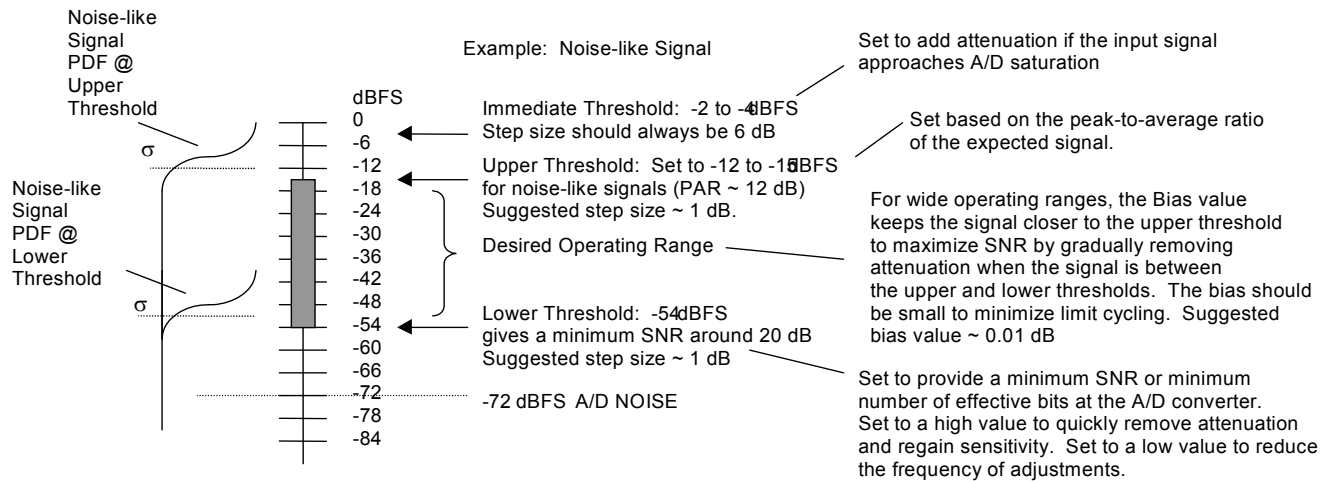 Noise-like
Signal
PDF @
Upper
Threshold
σ
Noise-like
Signal
PDF @
Lower
Threshold
σ
dBFS
0
-6
-12
-18
-24
-30
-36
-42
-48
-54
-60
-66
-72
-78
-84
Example: Noise-like Signal
Immediate Threshold: -2 to -4dBFS
Step size should always be 6 dB
Upper Threshold: Set to -12 to -15dBFS
for noise-like signals (PAR ~ 12 dB)
Suggested step size ~ 1 dB.
Desired Operating Range
Lower Threshold: -54dBFS
gives a minimum SNR around 20 dB
Suggested step size ~ 1 dB
-72 dBFS A/D NOISE
Set to add attenuation if the input signal
approaches A/D saturation
Set based on the peak-to-average ratio
of the expected signal.
For wide operating ranges, the Bias value
keeps the signal closer to the upper threshold
to maximize SNR by gradually removing
attenuation when the signal is between
the upper and lower thresholds. The bias should
be small to minimize limit cycling. Suggested
bias value ~ 0.01 dB
Set to provide a minimum SNR or minimum
number of effective bits at the A/D converter.
Set to a high value to quickly remove attenuation
and regain sensitivity. Set to a low value to reduce
the frequency of adjustments.